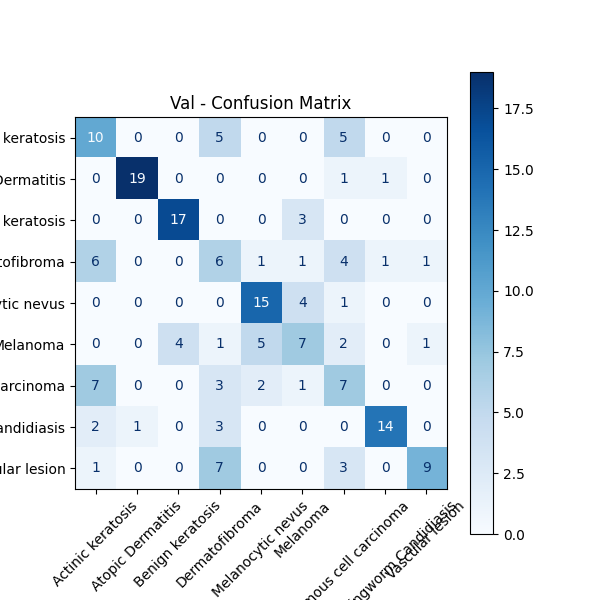 Val - Confusion Matrix
keratosis 10 0 0 5 0 0 5 0 0
Dermatitis 0 19 0 0 0 0 1 1 0
keratosis 0 0 17 0 0 3 0 0 0
tofibroma 6 0 0 6 1 1 4 1 1
ytic nevus 0 0 0 0 15 4 1 0 0
Melanoma 0 0 4 1 5 7 2 0 1
arcinoma 7 0 0 3 2 1 7 0 0
andidiasis 2 1 0 3 0 0 0 14 0
ular lesion 1 0 0 7 0 0 3 0 9
Actinic keratosis
Atopic Dermatitis
Benign keratosis
Dermatofibroma
Melanocytic nevus
Melanoma
mous cell carcinoma
ngworm Candidiasis
Vascular lesion
17.5
15.0
12.5
10.0
7.5
5.0
2.5
0.0